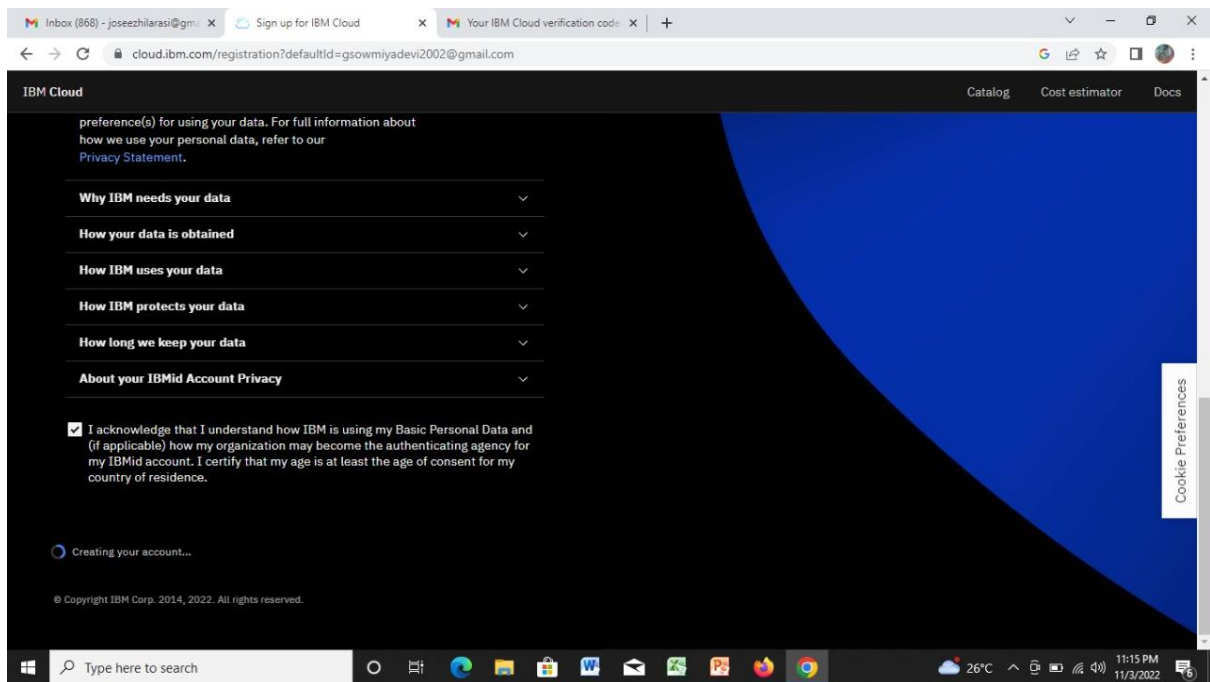 Inbox (868) - joseezhilarasi@gma
Sign up for IBM Cloud
Your IBM Cloud verification code
cloud.ibm.com/registration?defaultId=gsowmiyadevi2002@gmail.com
IBM Cloud
Catalog
Cost estimator
Docs
preference(s) for using your data. For full information about
how we use your personal data, refer to our
Privacy Statement.
Why IBM needs your data
How your data is obtained
How IBM uses your data
How IBM protects your data
How long we keep your data
About your IBMid Account Privacy
I acknowledge that I understand how IBM is using my Basic Personal Data and
(if applicable) how my organization may become the authenticating agency for
my IBMid account. I certify that my age is at least the age of consent for my
country of residence.
Cookie Preferences
Creating your account...
© Copyright IBM Corp. 2014, 2022. All rights reserved.
Type here to search
26°C
11:15 PM
11/3/2022
6